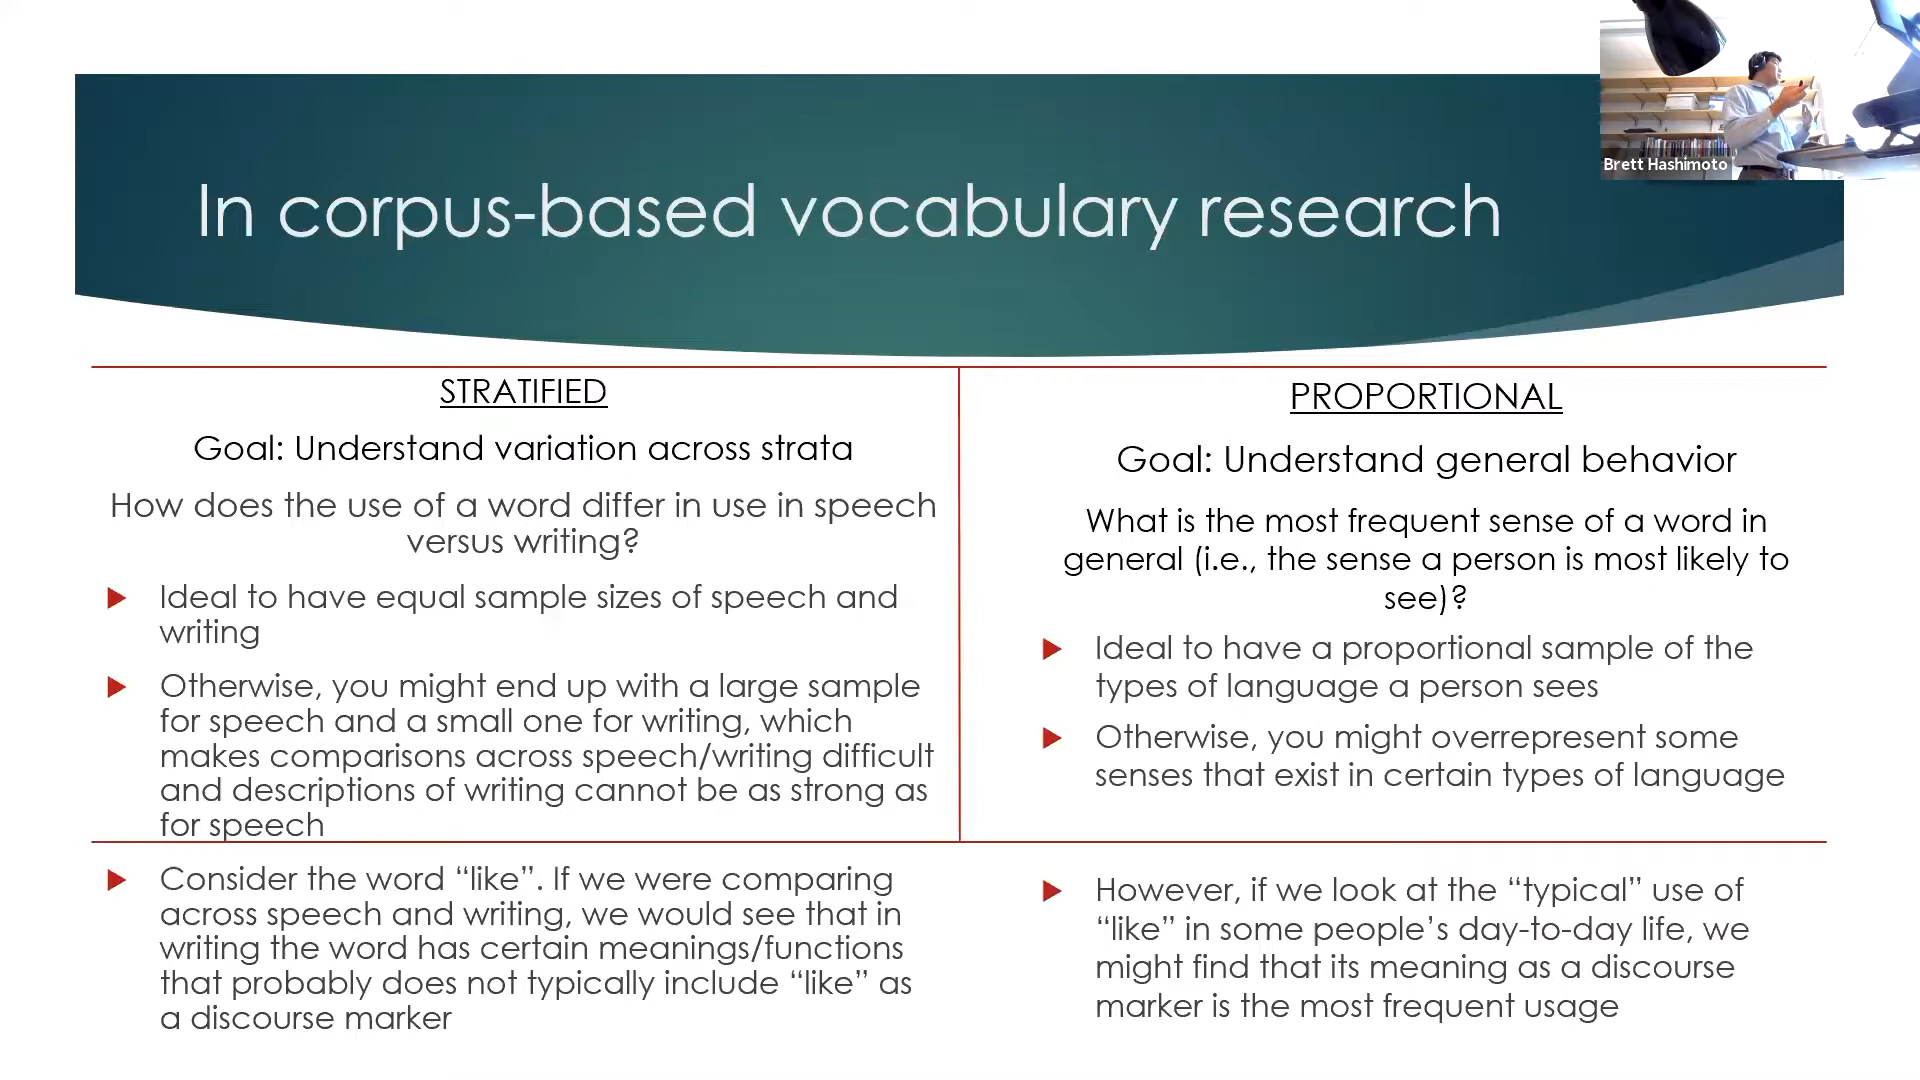 Brett Hashimoto
In corpus-based vocabulary research
STRATIFIED
Goal: Understand variation across strata
How does the use of a word differ in use in speech
versus writing?
Ideal to have equal sample sizes of speech and
writing
Otherwise, you might end up with a large sample
for speech and a small one for writing, which
makes comparisons across speech/writing difficult
and descriptions of writing cannot be as strong as
for speech
Consider the word “like”. If we were comparing
across speech and writing, we would see that in
writing the word has certain meanings/functions
that probably does not typically include “like” as
a discourse marker
PROPORTIONAL
Goal: Understand general behavior
What is the most frequent sense of a word in
general (i.e., the sense a person is most likely to
see)?
Ideal to have a proportional sample of the
types of language a person sees
Otherwise, you might overrepresent some
senses that exist in certain types of language
However, if we look at the “typical” use of
“like” in some people’s day-to-day life, we
might find that its meaning as a discourse
marker is the most frequent usage